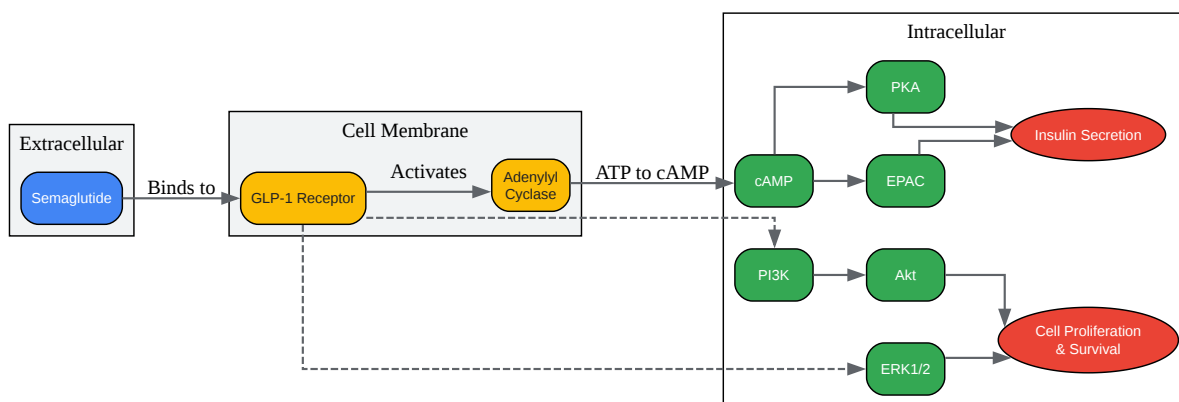 Intracellular
PKA
Cell Membrane
Insulin Secretion
Extracellular
Activates
Adenylyl
Cyclase
ATP to cAMP
Semaglutide
Binds to
GLP-1 Receptor
cAMP
EPAC
PI3K
Akt
Cell Proliferation
& Survival
ERK1/2